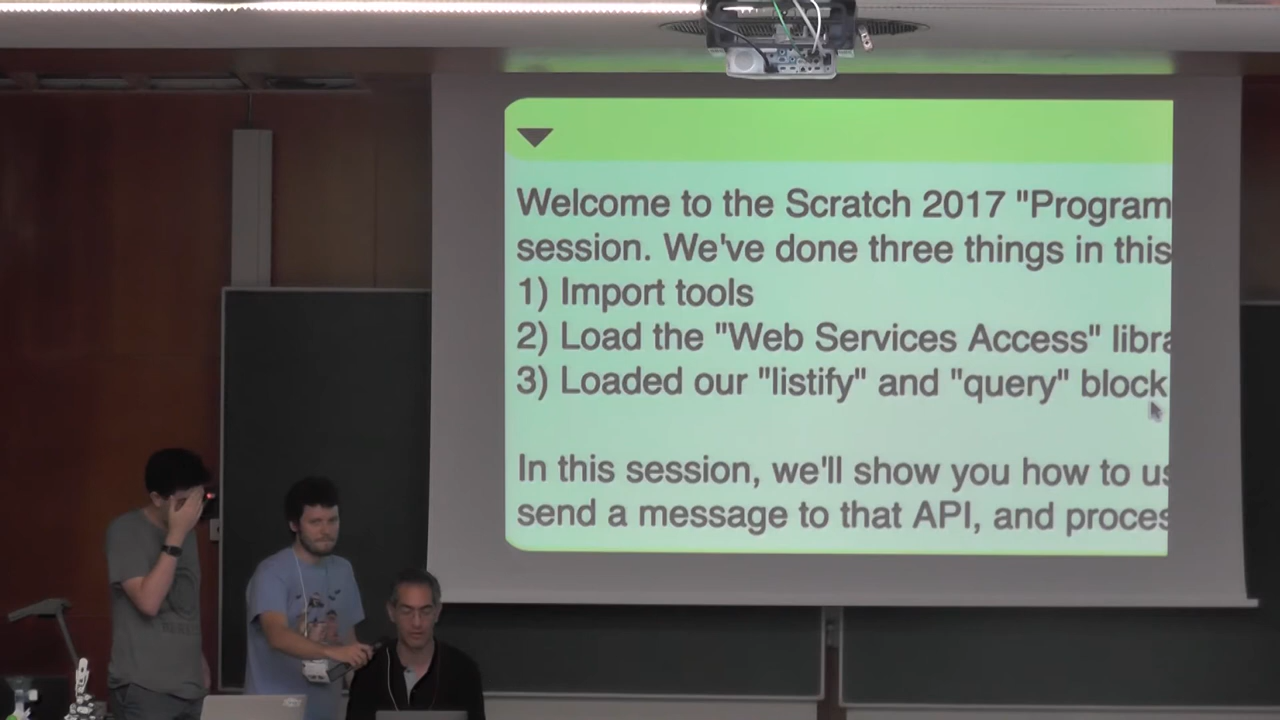 Welcome to the Scratch 2017 "Program
session. We've done three things in this
1) Import tools
2) Load the "Web Services Access" libra
3) Loaded our "listify" and "query" block
In this session, we'll show you how to us
send a message to that API, and proces